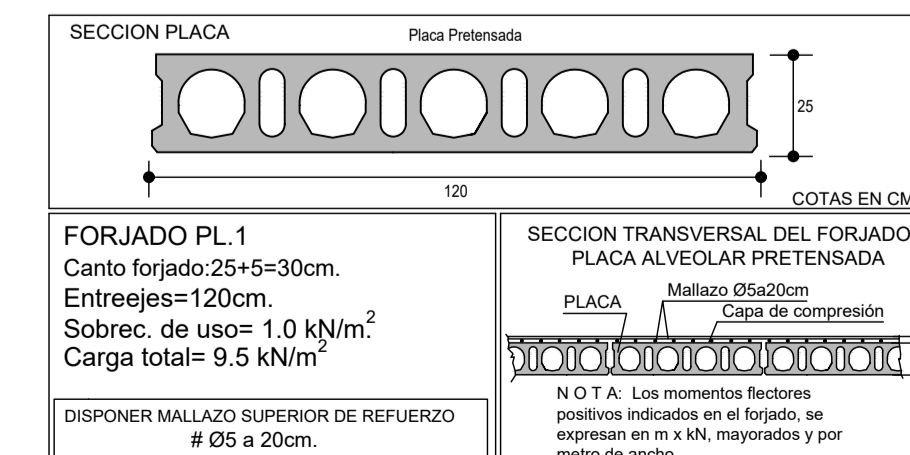 SECCION PLACA
Placa Pretensada
25
120
COTAS EN CM
FORJADO PL.1
Canto forjado:25+5=30cm.
Entreejes=120cm.
Sobrec. de uso= 1.0 kN/m.²
Carga total= 9.5 kN/m²
DISPONER MALLAZO SUPERIOR DE REFUERZO
# Ø5 a 20cm.
SECCION TRANSVERSAL DEL FORJADO
PLACA ALVEOLAR PRETENSADA
PLACA
Mallazo Ø5a20cm
Capa de compresión
N O T A: Los momentos flectores
positivos indicados en el forjado, se
expresan en m x kN, mayorados y por
metro de ancho